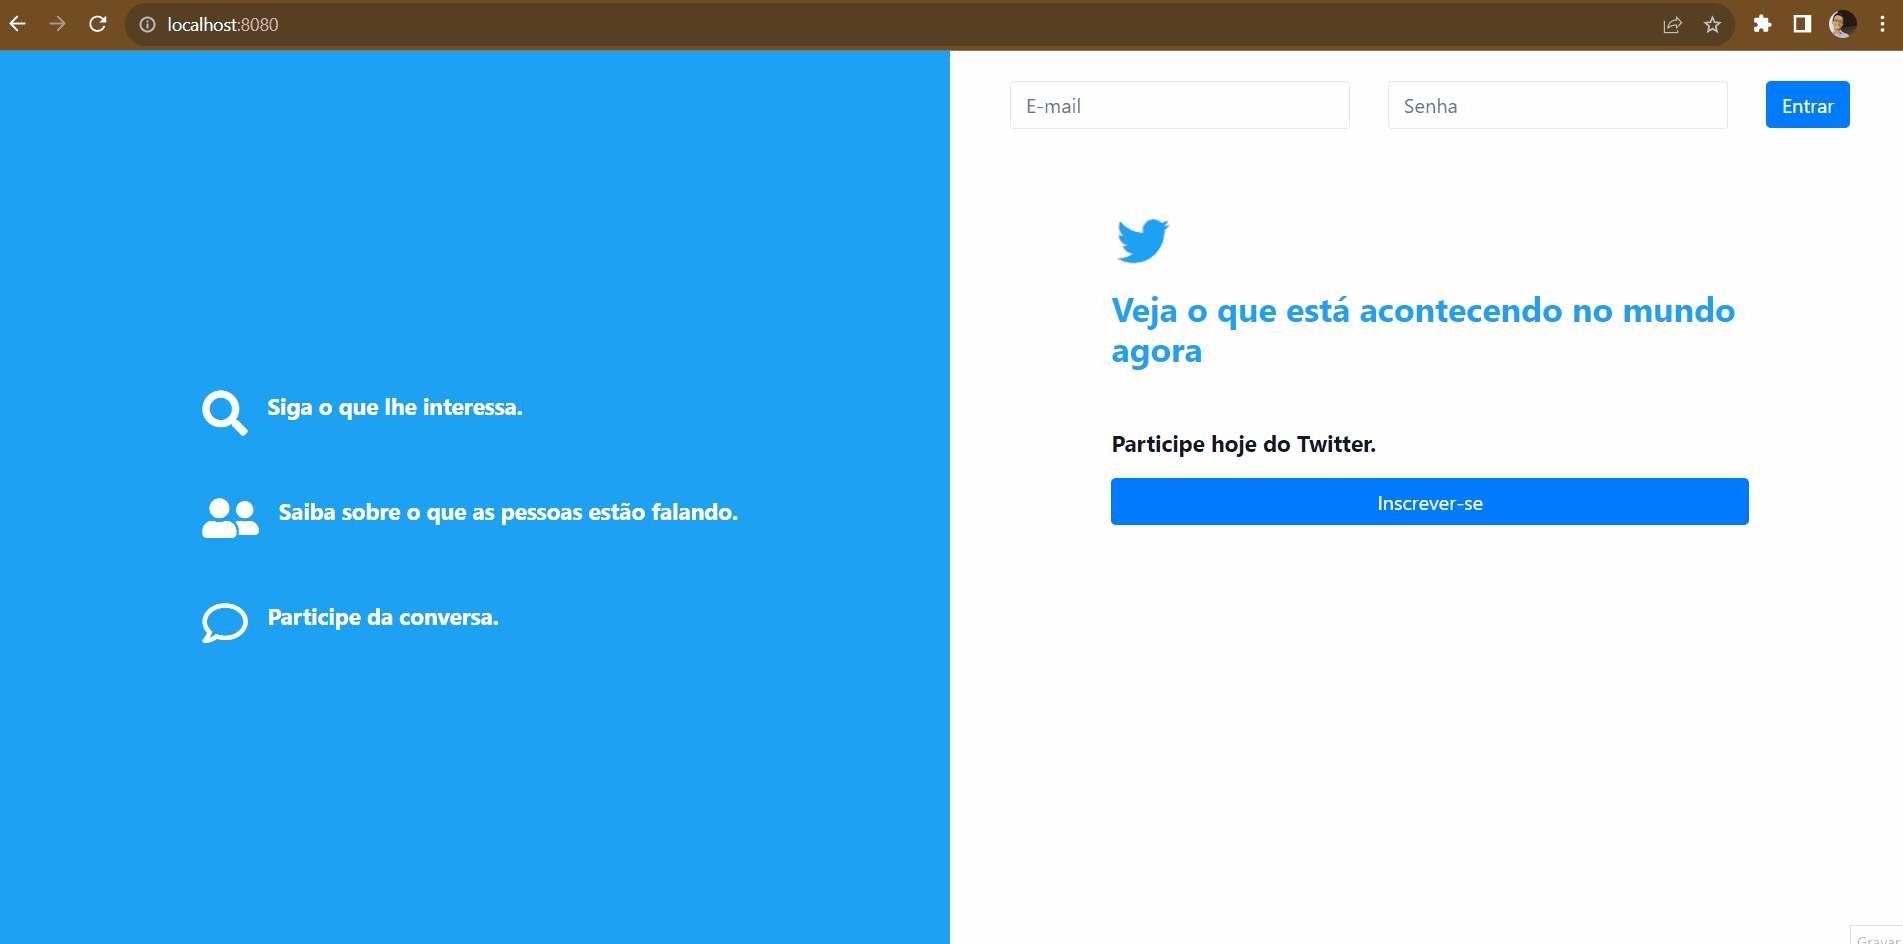 localhost:8080
E-mail
Senha
Entrar
Veja o que está acontecendo no mundo
agora
Participe hoje do Twitter.
Inscrever-se
Siga o que lhe interessa.
Saiba sobre o que as pessoas estão falando.
Participe da conversa.
Gravar